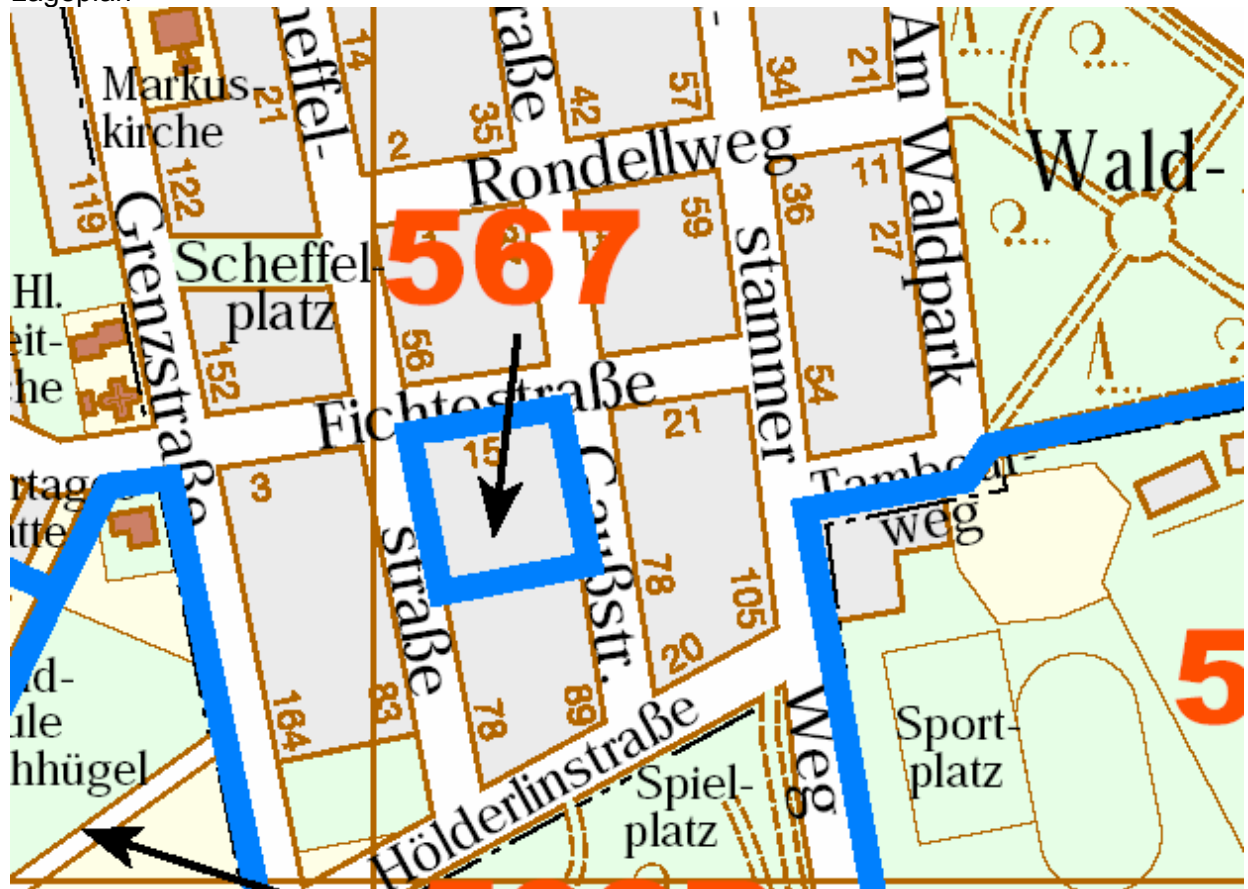 Lageplan
14
21
Markus-
kirche
119
122
2
35
42
57
34
21
Am
Waldpark
Rondellweg
Wald-
11
36
27
59
567
Scheffel-
platz
Grenzstraße
Hl.
152
56
54
stammer
Fichtestraße
15
21
3
Tambour-
weg
straße
Gaußstr.
78
105
20
164
83
78
89
Hölderlinstraße
Weg
Spiel-
platz
Sport-
platz
5
hhügel